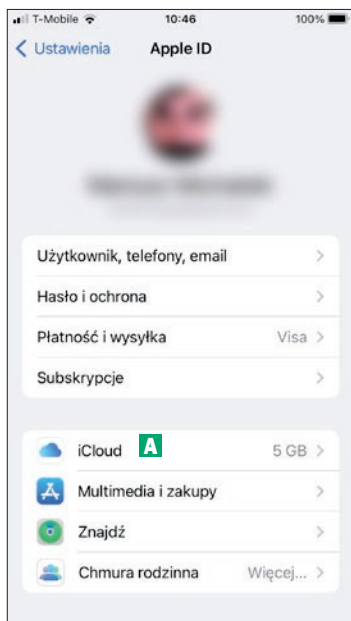 T-Mobile 10:46 100%
Ustawienia Apple ID
Użytkownik, telefony, email
Hasło i ochrona
Płatność i wysyłka Visa
Subskrypcje
iCloud A 5 GB
Multimedia i zakupy
Znajdź
Chmura rodzinna Więcej...